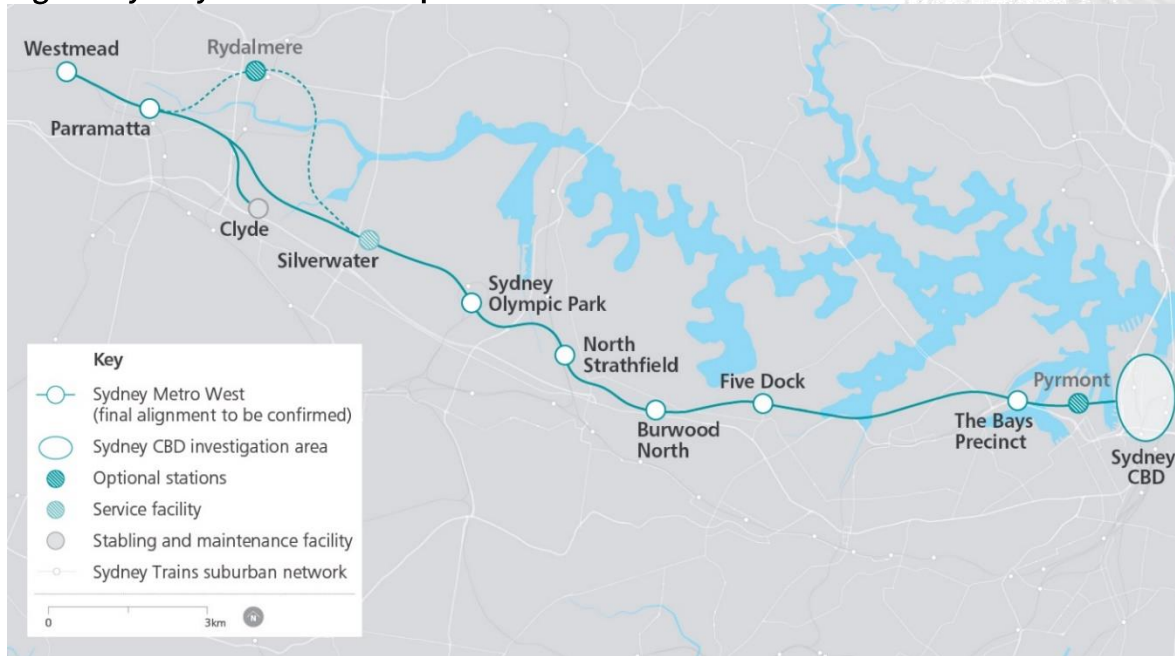 Westmead
Rydalmere
Parramatta
Clyde
Silverwater
Sydney
Olympic Park
North
Strathfield
Five Dock
Burwood
North
Pyrmont
The Bays
Precinct
Sydney
CBD
Key
Sydney Metro West
(final alignment to be confirmed)
Sydney CBD investigation area
Optional stations
Service facility
Stabling and maintenance facility
Sydney Trains suburban network
0
3km
N